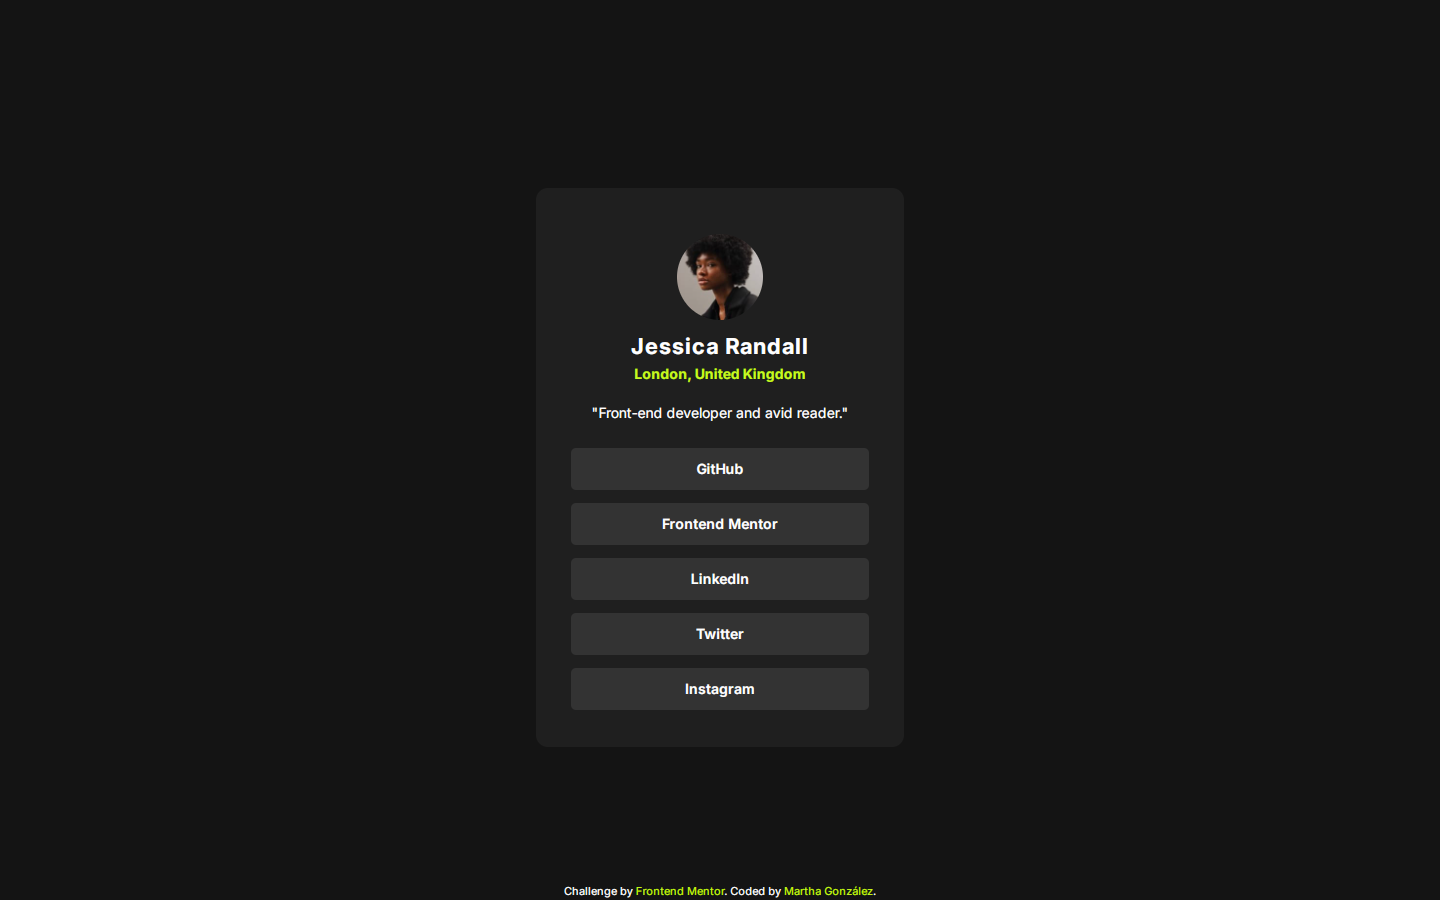 Jessica Randall
London, United Kingdom
"Front-end developer and avid reader."
GitHub
Frontend Mentor
LinkedIn
Twitter
Instagram
Challenge by Frontend Mentor. Coded by Martha González.